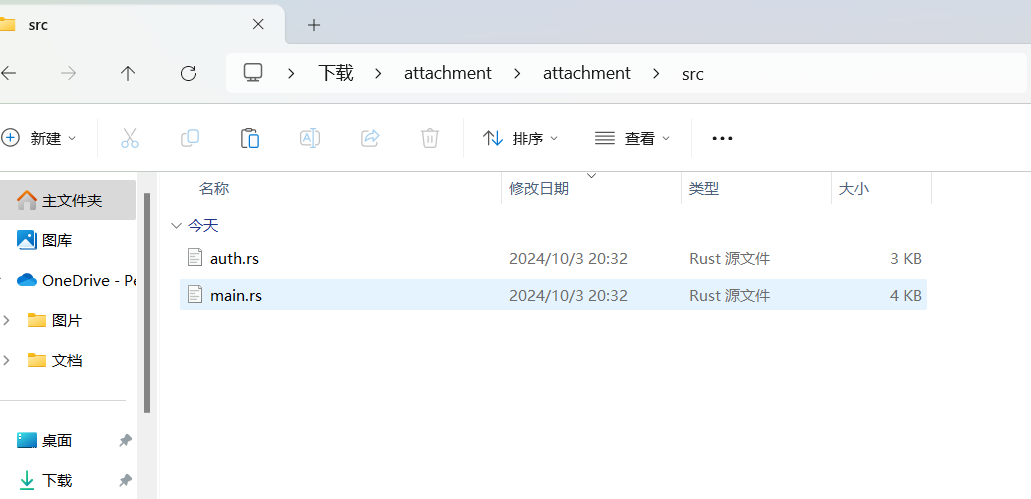 src
下载 attachment attachment src
新建 排序 查看
名称 修改日期 类型 大小
主文件夹
今天
图库
auth.rs 2024/10/3 20:32 Rust 源文件 3 KB
OneDrive - Pe
main.rs 2024/10/3 20:32 Rust 源文件 4 KB
图片
文档
桌面
下载